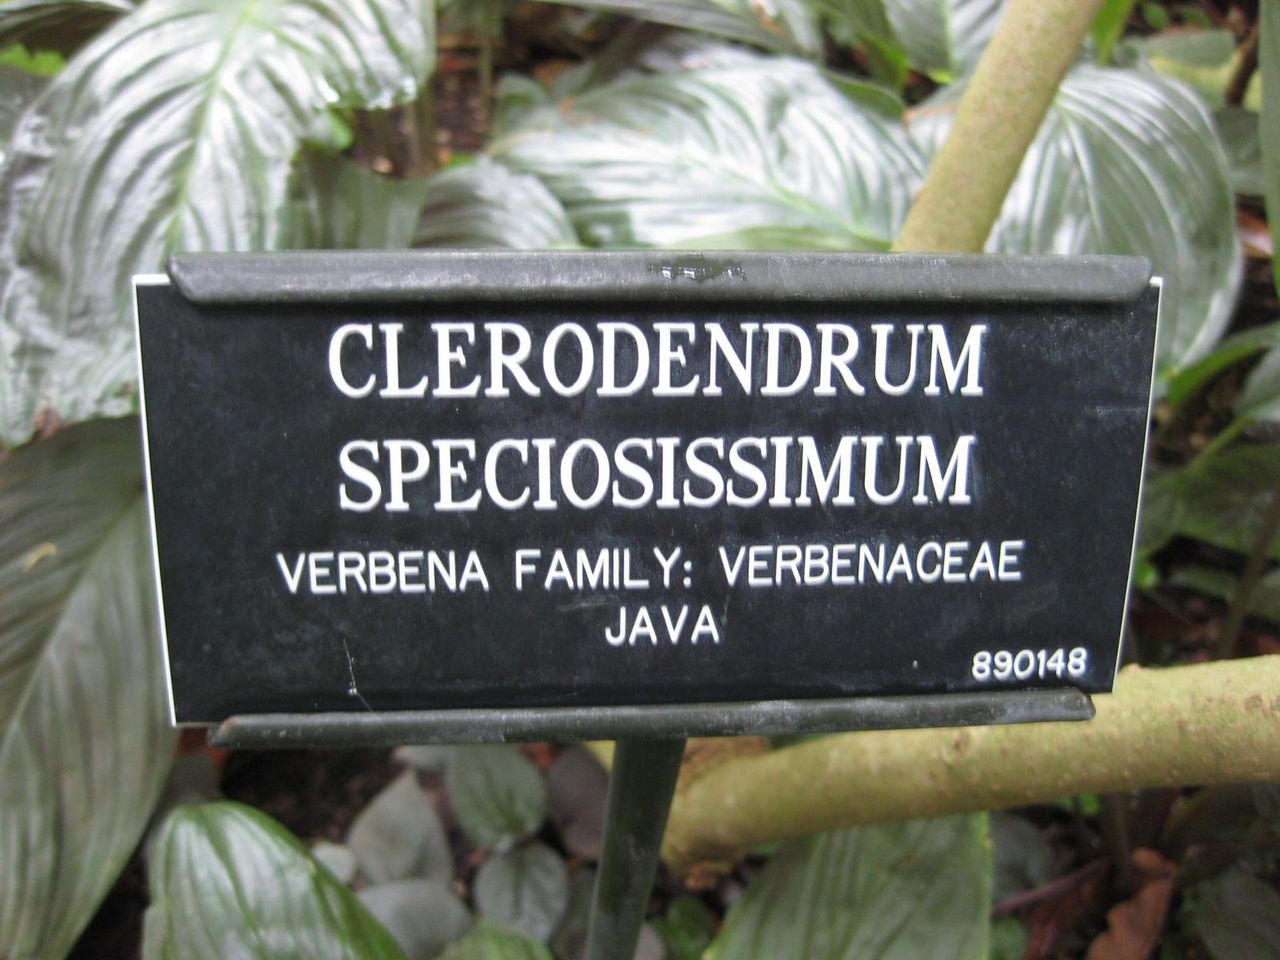 CLERODENDRUM
SPECIOSISSIMUM
VERBENA FAMILY: VERBENACEAE
JAVA
890148